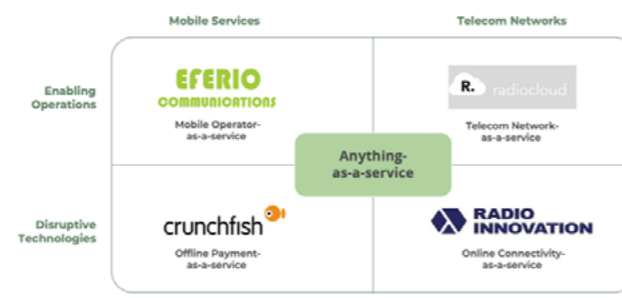 Mobile Services
Telecom Networks
Enabling
Operations
EFERIO
COMMUNICATIONS
Mobile Operator-
as-a-service
R. radiocloud
Telecom Network-
as-a-service
Anything-
as-a-service
Disruptive
Technologies
crunchfish
Offline Payment-
as-a-service
RADIO
INNOVATION
Online Connectivity-
as-a-service